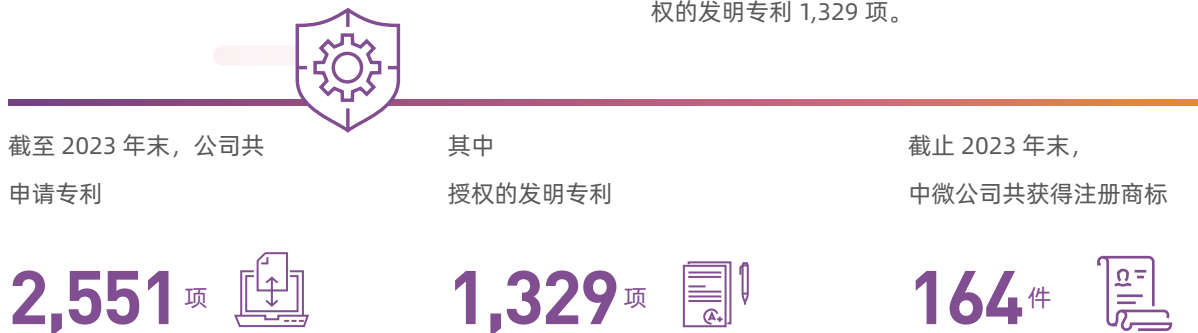 权的发明专利 1,329 项。
截至 2023 年末，公司共
申请专利
2,551 项
其中
授权的发明专利
1,329 项
A+
截止 2023 年末，
中微公司共获得注册商标
164 件